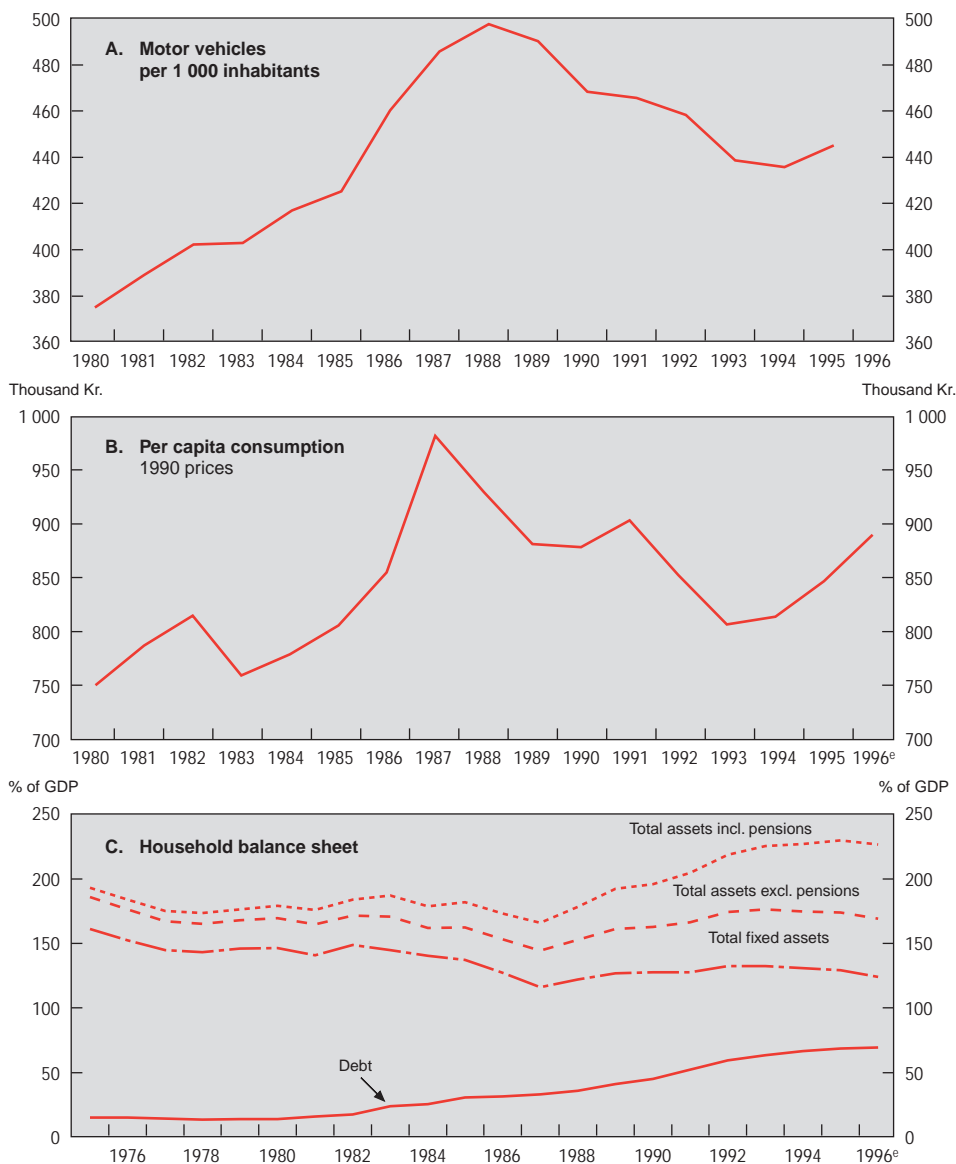 500 500
A. Motor vehicles
per 1 000 inhabitants
480 480
460 460
440 440
420 420
400 400
380 380
360 360
1980 1981 1982 1983 1984 1985 1986 1987 1988 1989 1990 1991 1992 1993 1994 1995 1996
Thousand Kr. Thousand Kr.
1 000 1 000
B. Per capita consumption
1990 prices
950 950
900 900
850 850
800 800
750 750
700 700
1980 1981 1982 1983 1984 1985 1986 1987 1988 1989 1990 1991 1992 1993 1994 1995 1996e
% of GDP % of GDP
250 250
Total assets incl. pensions
C. Household balance sheet
200 200
Total assets excl. pensions
150 150
Total fixed assets
100 100
Debt
50 50
0 0
1976 1978 1980 1982 1984 1986 1988 1990 1992 1994 1996e